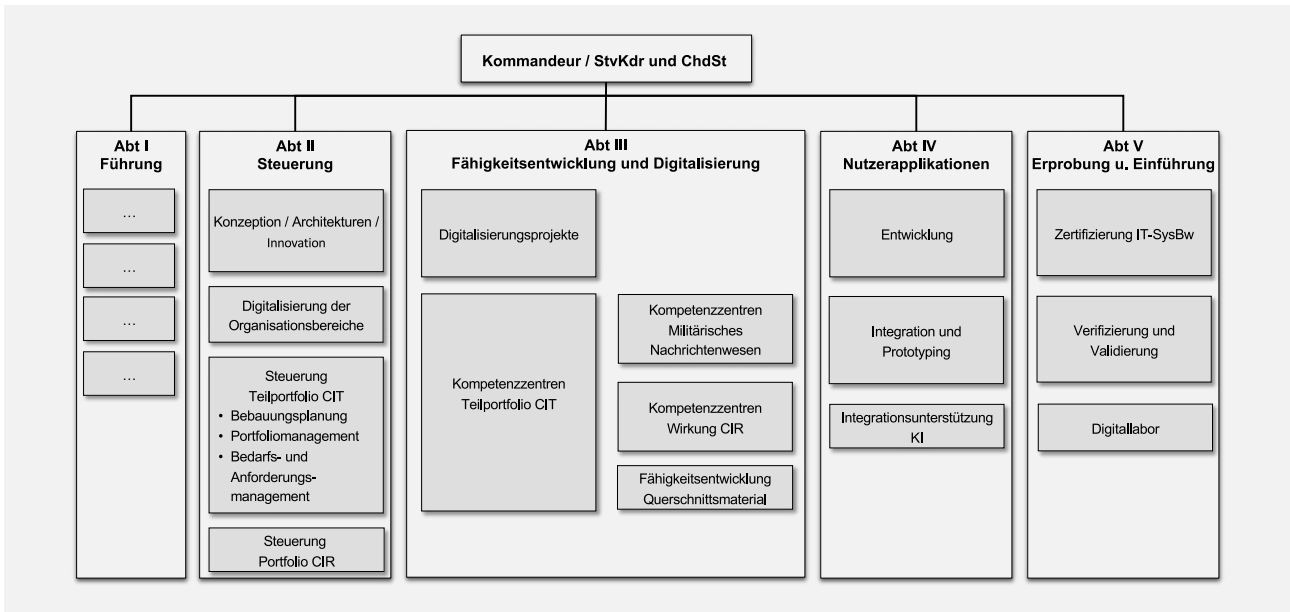 Kommandeur / StvKdr und ChdSt
Abt I
Führung
…
…
…
…
Abt II
Steuerung
Konzeption / Architekturen /
Innovation
Digitalisierung der
Organisationsbereiche
Steuerung
Teilportfolio CIT
• Bebauungsplanung
• Portfoliomanagement
• Bedarfs- und
Anforderungs-
management
Steuerung
Portfolio CIR
Abt III
Fähigkeitsentwicklung und Digitalisierung
Digitalisierungsprojekte
Kompetenzzentren
Teilportfolio CIT
Kompetenzzentren
Militärisches
Nachrichtenwesen
Kompetenzzentren
Wirkung CIR
Fähigkeitsentwicklung
Querschnittsmaterial
Abt IV
Nutzerapplikationen
Entwicklung
Integration und
Prototyping
Integrationsunterstützung
KI
Abt V
Erprobung u. Einführung
Zertifizierung IT-SysBw
Verifizierung und
Validierung
Digitallabor